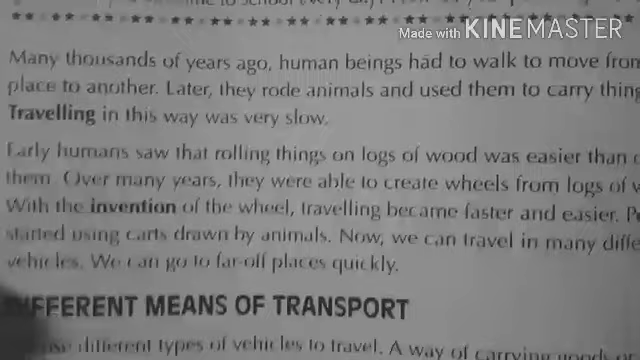 to school every
Made with KINEMASTER
Many thousands of years ago, human beings had to walk to move from
place to another. Later, they rode animals and used them to carry thing
Travelling in this way was very slow.
Early humans saw that rolling things on logs of wood was easier than
them. Over many years, they were able to create wheels from logs of
With the invention of the wheel, travelling became faster and easier. Pe
started using carts drawn by animals. Now, we can travel in many diffe
vehicles. We can go to far-off places quickly.
DIFFERENT MEANS OF TRANSPORT
use different types of vehicles to travel. A way of carrying goods